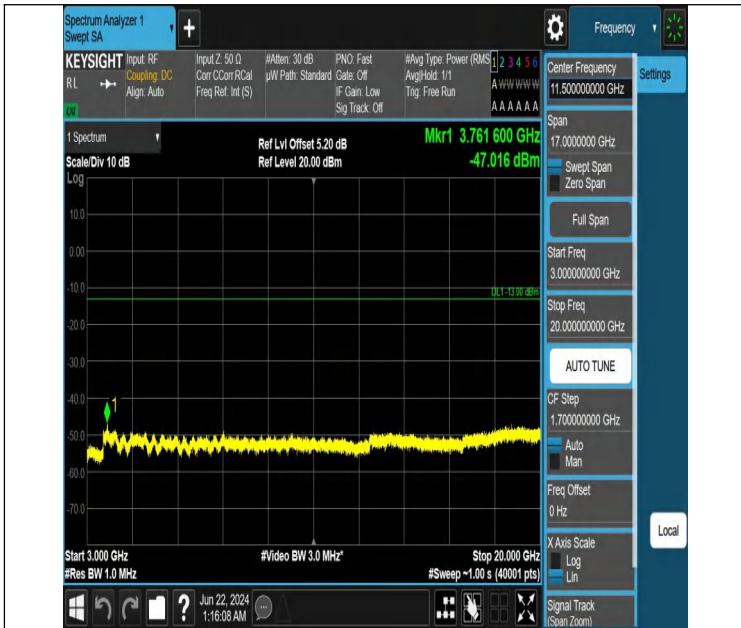 Spectrum Analyzer 1
Swept SA
+
Frequency
KEYSIGHT
RL
Input: RF
Coupling: DC
Align: Auto
Input Z: 50 Ω
Corr CCorr RCal
Freq Ref: Int (S)
#Atten: 30 dB
µW Path: Standard
PNO: Fast
Gate: Off
IF Gain: Low
Sig Track: Off
#Avg Type: Power (RMS
Avg|Hold: 1/1
Trig: Free Run
1 2 3 4 5 6
A W W W W W
A A A A A A
1 Spectrum
Scale/Div 10 dB
Log
Ref Lvl Offset 5.20 dB
Ref Level 20.00 dBm
Mkr1 3.761 600 GHz
-47.016 dBm
10.0
0.00
-10.0
DL1 -13.00 dBm
-20.0
-30.0
-40.0
1
-50.0
-60.0
-70.0
Start 3.000 GHz
#Res BW 1.0 MHz
#Video BW 3.0 MHz*
Stop 20.000 GHz
#Sweep ~1.00 s (40001 pts)
Center Frequency
11.500000000 GHz
Settings
Span
17.0000000 GHz
Swept Span
Zero Span
Full Span
Start Freq
3.000000000 GHz
Stop Freq
20.000000000 GHz
AUTO TUNE
CF Step
1.700000000 GHz
Auto
Man
Freq Offset
0 Hz
X Axis Scale
Log
Lin
Local
Signal Track
(Span Zoom)
?
Jun 22, 2024
1:16:08 AM